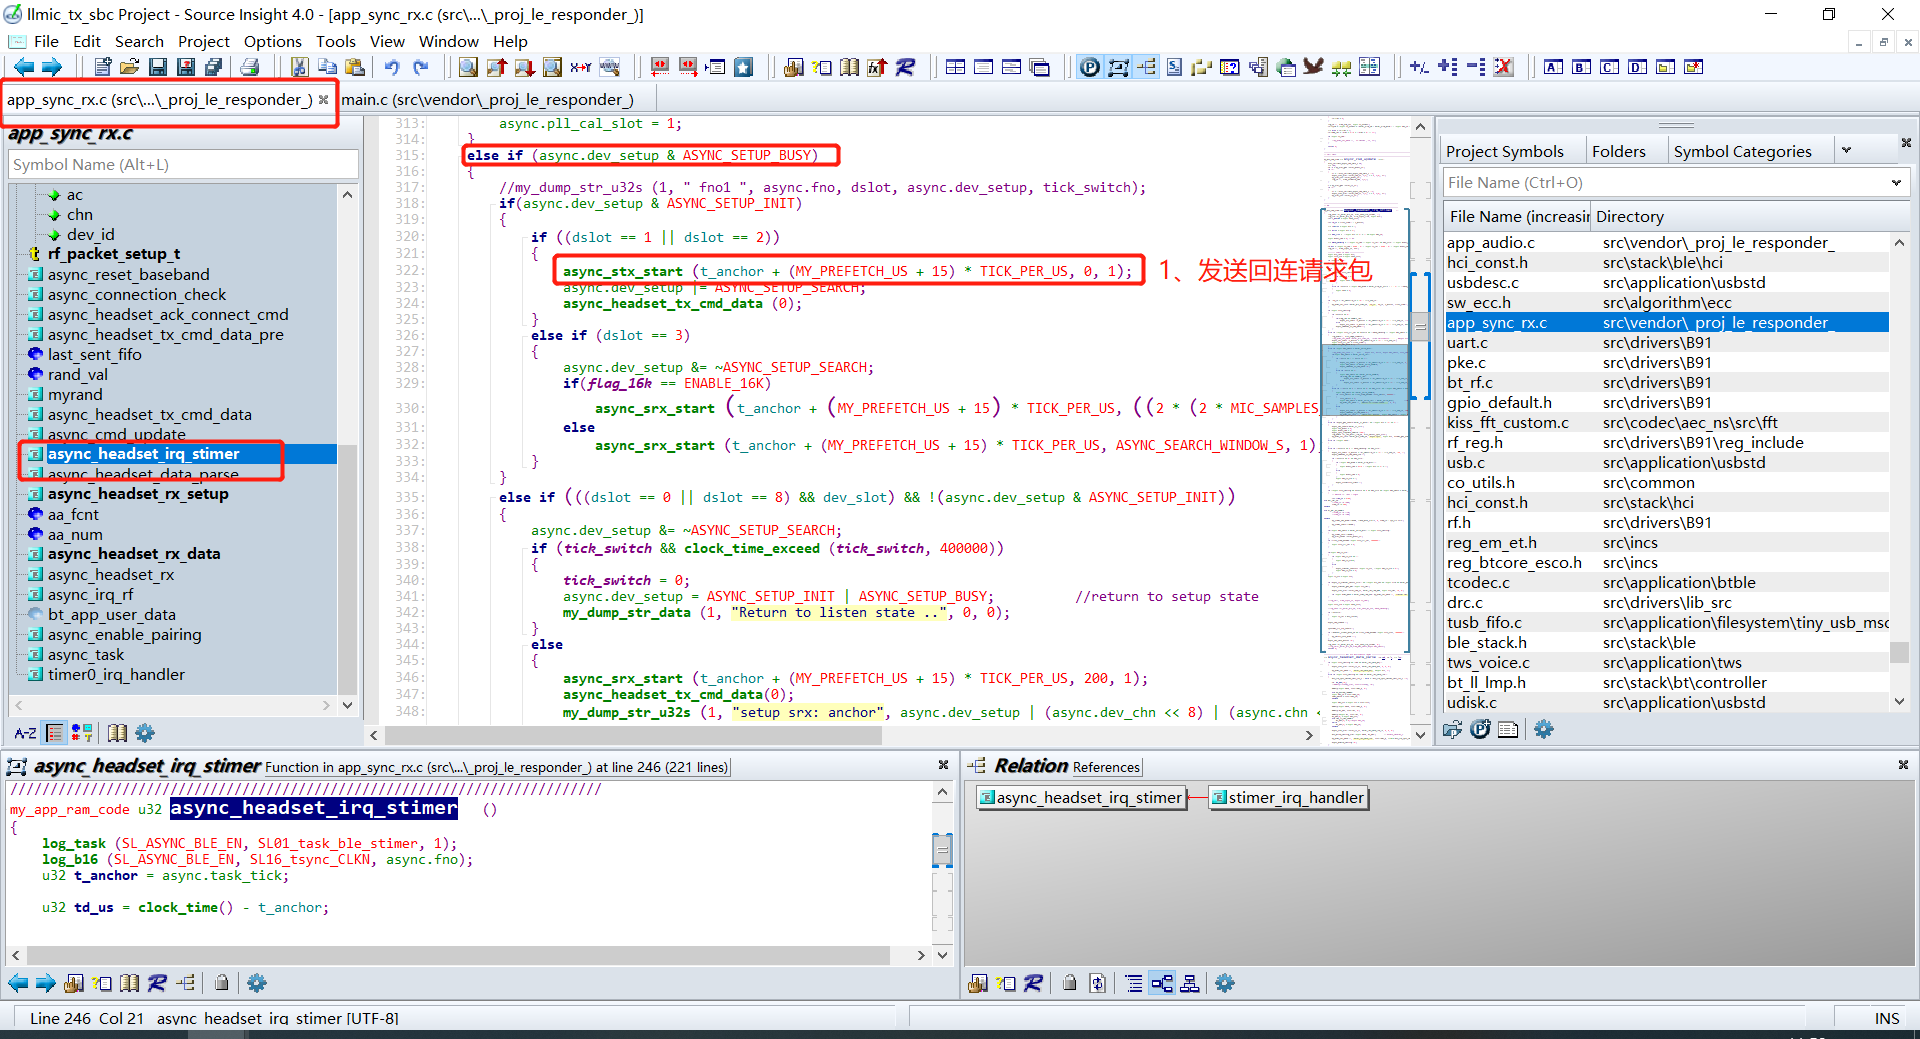 llmic_tx_sbc Project - Source Insight 4.0 - [app_sync_rx.c (src\...\_proj_le_responder_)]
File Edit Search Project Options Tools View Window Help
app_sync_rx.c (src\...\_proj_le_responder_)
main.c (src\vendor\_proj_le_responder_)
app_sync_rx.c
Symbol Name (Alt+L)
ac
chn
dev_id
rf_packet_setup_t
async_reset_baseband
async_connection_check
async_headset_ack_connect_cmd
async_headset_tx_cmd_data_pre
last_sent_fifo
rand_val
myrand
async_headset_tx_cmd_data
async_cmd_update
async_headset_irq_stimer
async_headset_data_parse
async_headset_rx_setup
aa_fcnt
aa_num
async_headset_rx_data
async_headset_rx
async_irq_rf
bt_app_user_data
async_enable_pairing
async_task
timer0_irq_handler
A-Z
313: async.pll_cal_slot = 1;
314: }
315: else if (async.dev_setup & ASYNC_SETUP_BUSY)
316: {
317: //my_dump_str_u32s (1, " fno1 ", async.fno, dslot, async.dev_setup, tick_switch);
318: if(async.dev_setup & ASYNC_SETUP_INIT)
319: {
320: if ((dslot == 1 || dslot == 2))
321: {
322: async_stx_start (t_anchor + (MY_PREFETCH_US + 15) * TICK_PER_US, 0, 1); 1、发送回连请求包
323: async.dev_setup |= ASYNC_SETUP_SEARCH;
324: async_headset_tx_cmd_data (0);
325: }
326: else if (dslot == 3)
327: {
328: async.dev_setup &= ~ASYNC_SETUP_SEARCH;
329: if(flag_16k == ENABLE_16K)
330: async_srx_start (t_anchor + (MY_PREFETCH_US + 15) * TICK_PER_US, ((2 * (2 * MIC_SAMPLES_
331: else
332: async_srx_start (t_anchor + (MY_PREFETCH_US + 15) * TICK_PER_US, ASYNC_SEARCH_WINDOW_S, 1)
333: }
334: }
335: else if (((dslot == 0 || dslot == 8) && dev_slot) && !(async.dev_setup & ASYNC_SETUP_INIT))
336: {
337: async.dev_setup &= ~ASYNC_SETUP_SEARCH;
338: if (tick_switch && clock_time_exceed (tick_switch, 400000))
339: {
340: tick_switch = 0;
341: async.dev_setup = ASYNC_SETUP_INIT | ASYNC_SETUP_BUSY; //return to setup state
342: my_dump_str_data (1, "Return to listen state ..", 0, 0);
343: }
344: else
345: {
346: async_srx_start (t_anchor + (MY_PREFETCH_US + 15) * TICK_PER_US, 200, 1);
347: async_headset_tx_cmd_data(0);
348: my_dump_str_u32s (1, "setup srx: anchor", async.dev_setup | (async.dev_chn << 8) | (async.chn <
Project Symbols Folders Symbol Categories
File Name (Ctrl+O)
File Name (increasir Directory
app_audio.c src\vendor\_proj_le_responder_
hci_const.h src\stack\ble\hci
usbdesc.c src\application\usbstd
sw_ecc.h src\algorithm\ecc
app_sync_rx.c src\vendor\_proj_le_responder_
uart.c src\drivers\B91
pke.c src\drivers\B91
bt_rf.c src\drivers\B91
gpio_default.h src\drivers\B91
kiss_fft_custom.c src\codec\aec_ns\src\fft
rf_reg.h src\drivers\B91\reg_include
usb.c src\application\usbstd
co_utils.h src\common
hci_const.h src\stack\hci
rf.h src\drivers\B91
reg_em_et.h src\incs
reg_btcore_esco.h src\incs
tcodec.c src\application\btble
drc.c src\drivers\lib_src
tusb_fifo.c src\application\filesystem\tiny_usb_msc
ble_stack.h src\stack\ble
tws_voice.c src\application\tws
bt_ll_lmp.h src\stack\bt\controller
udisk.c src\application\usbstd
async_headset_irq_stimer Function in app_sync_rx.c (src\...\_proj_le_responder_) at line 246 (221 lines)
//////////////////////////////////////////////////////////////////////////
my_app_ram_code u32 async_headset_irq_stimer ()
{
log_task (SL_ASYNC_BLE_EN, SL01_task_ble_stimer, 1);
log_b16 (SL_ASYNC_BLE_EN, SL16_tsync_CLKN, async.fno);
u32 t_anchor = async.task_tick;
u32 td_us = clock_time() - t_anchor;
Relation References
async_headset_irq_stimer stimer_irq_handler
Line 246 Col 21 async_headset_irq_stimer [UTF-8]
INS